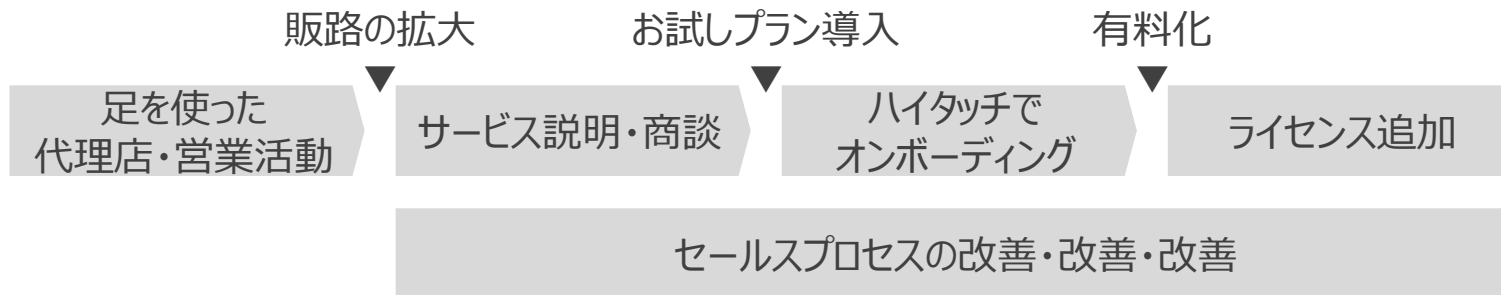 販路の拡大
お試しプラン導入
有料化
足を使った
代理店・営業活動
サービス説明・商談
ハイタッチで
オンボーディング
ライセンス追加
セールスプロセスの改善・改善・改善